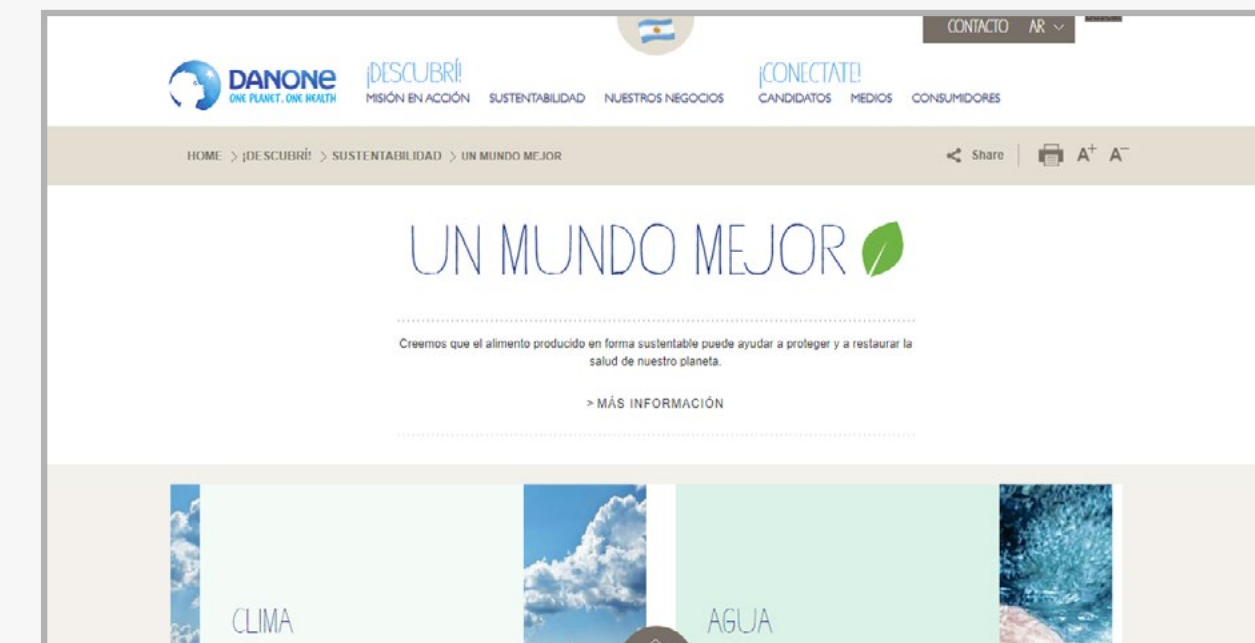 CONTACTO AR
DANONE
ONE PLANET. ONE HEALTH
¡DESCUBRÍ!
MISIÓN EN ACCIÓN SUSTENTABILIDAD NUESTROS NEGOCIOS
¡CONECTATE!
CANDIDATOS MEDIOS CONSUMIDORES
HOME > ¡DESCUBRÍ! > SUSTENTABILIDAD > UN MUNDO MEJOR
Share A+ A-
UN MUNDO MEJOR
Creemos que el alimento producido en forma sustentable puede ayudar a proteger y a restaurar la
salud de nuestro planeta.
> MÁS INFORMACIÓN
CLIMA
AGUA